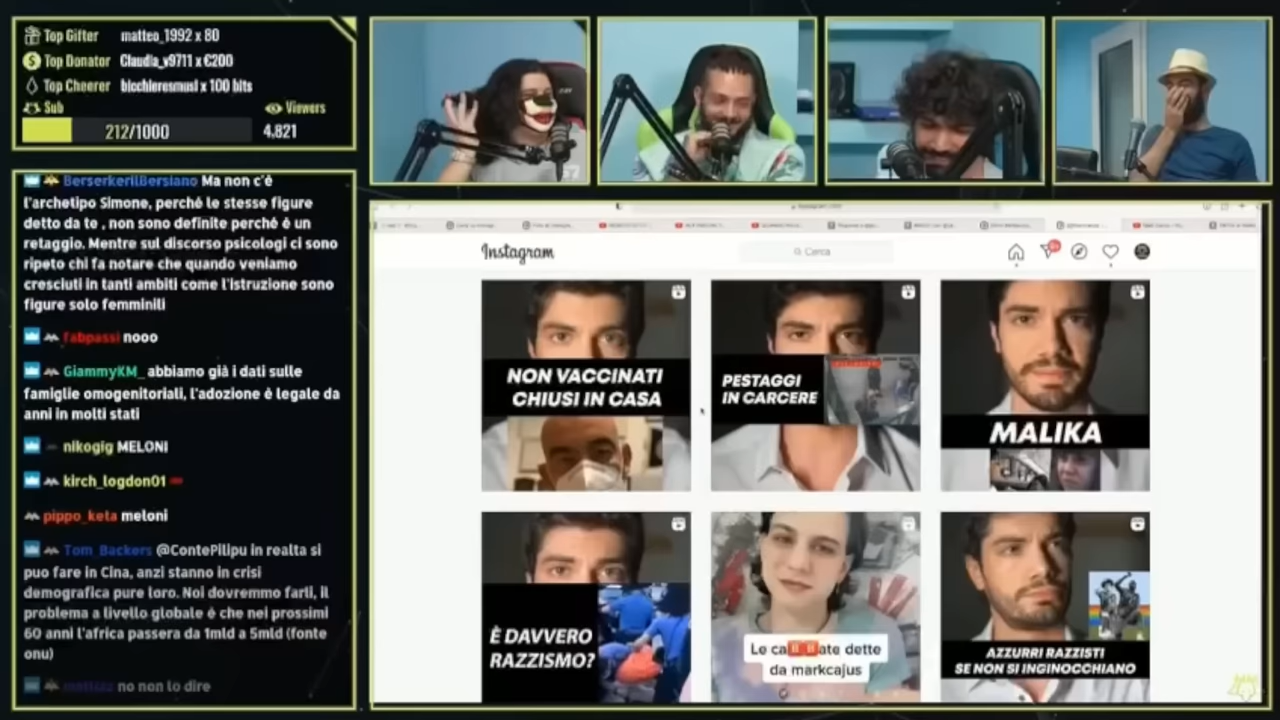 Top Gifter matteo_1992 x 80
Top Donator Claudia_v9711 x €200
Top Cheerer bicchieresmusl x 100 bits
Sub
Viewers
212/1000
4.821
BerserkerilBersiano Ma non c'è
l'archetipo Simone, perché le stesse figure
detto da te , non sono definite perché è un
retaggio. Mentre sul discorso psicologi ci sono
ripeto chi fa notare che quando veniamo
cresciuti in tanti ambiti come l'istruzione sono
figure solo femminili
fabpassi nooo
GiammyKM_ abbiamo già i dati sulle
famiglie omogenitoriali, l'adozione è legale da
anni in molti stati
nikogig MELONI
kirch_logdon01
pippo_keta meloni
Tom_Backers @ContePilipu in realta si
puo fare in Cina, anzi stanno in crisi
demografica pure loro. Noi dovremmo farli, il
problema a livello globale è che nei prossimi
60 anni l'africa passera da 1mld a 5mld (fonte
onu)
no non lo dire
Instagram
Cerca
NON VACCINATI
CHIUSI IN CASA
PESTAGGI
IN CARCERE
MALIKA
È DAVVERO
RAZZISMO?
Le ca ate dette
da markcajus
AZZURRI RAZZISTI
SE NON SI INGINOCCHIANO